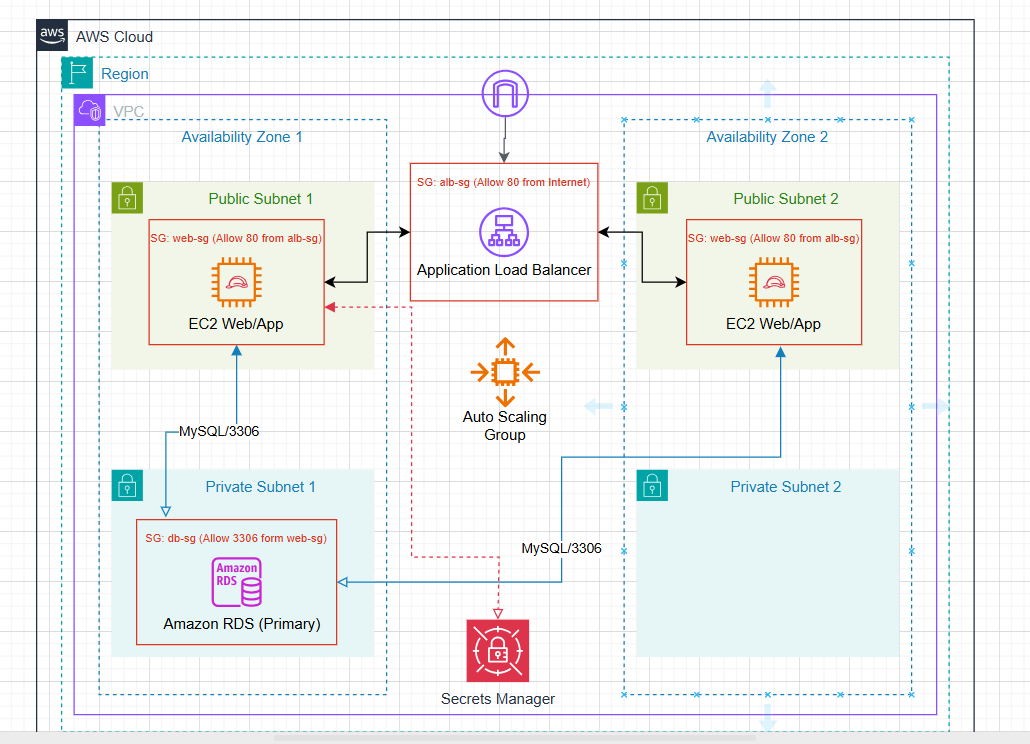 aws
AWS Cloud
Region
VPC
Availability Zone 1
Availability Zone 2
SG: alb-sg (Allow 80 from Internet)
Application Load Balancer
Public Subnet 1
SG: web-sg (Allow 80 from alb-sg)
EC2 Web/App
Public Subnet 2
SG: web-sg (Allow 80 from alb-sg)
EC2 Web/App
Auto Scaling
Group
MySQL/3306
Private Subnet 1
SG: db-sg (Allow 3306 form web-sg)
Amazon
RDS
Amazon RDS (Primary)
Private Subnet 2
MySQL/3306
Secrets Manager